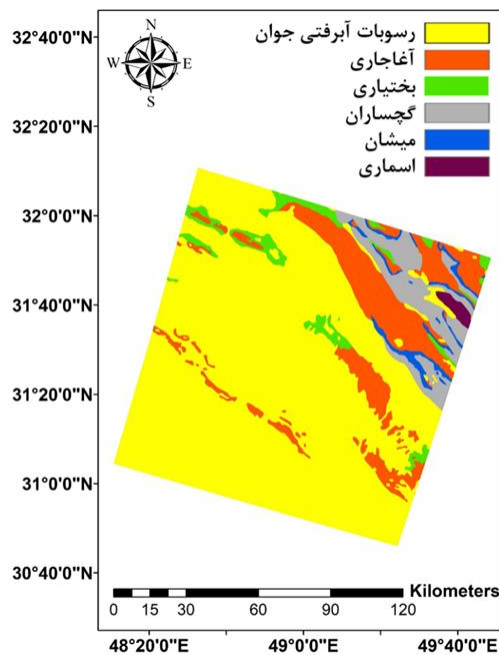 N
W E
S
رسوبات آبرفتی جوان
آغاجاری
بختیاری
گچساران
میشان
اسماری
32°40'0"N
32°20'0"N
32°0'0"N
31°40'0"N
31°20'0"N
31°0'0"N
30°40'0"N
Kilometers
0 15 30 60 90 120
48°20'0"E 49°0'0"E 49°40'0"E